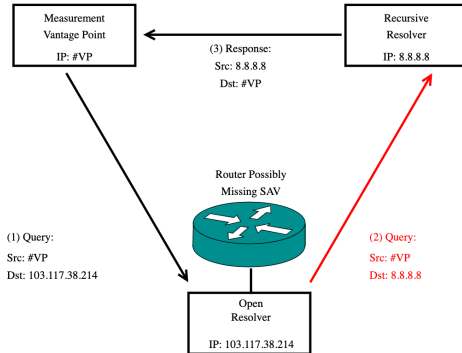 Measurement
Vantage Point
IP: #VP
Recursive
Resolver
IP: 8.8.8.8
(3) Response:
Src: 8.8.8.8
Dst: #VP
Router Possibly
Missing SAV
(1) Query:
Src: #VP
Dst: 103.117.38.214
(2) Query:
Src: #VP
Dst: 8.8.8.8
Open
Resolver
IP: 103.117.38.214